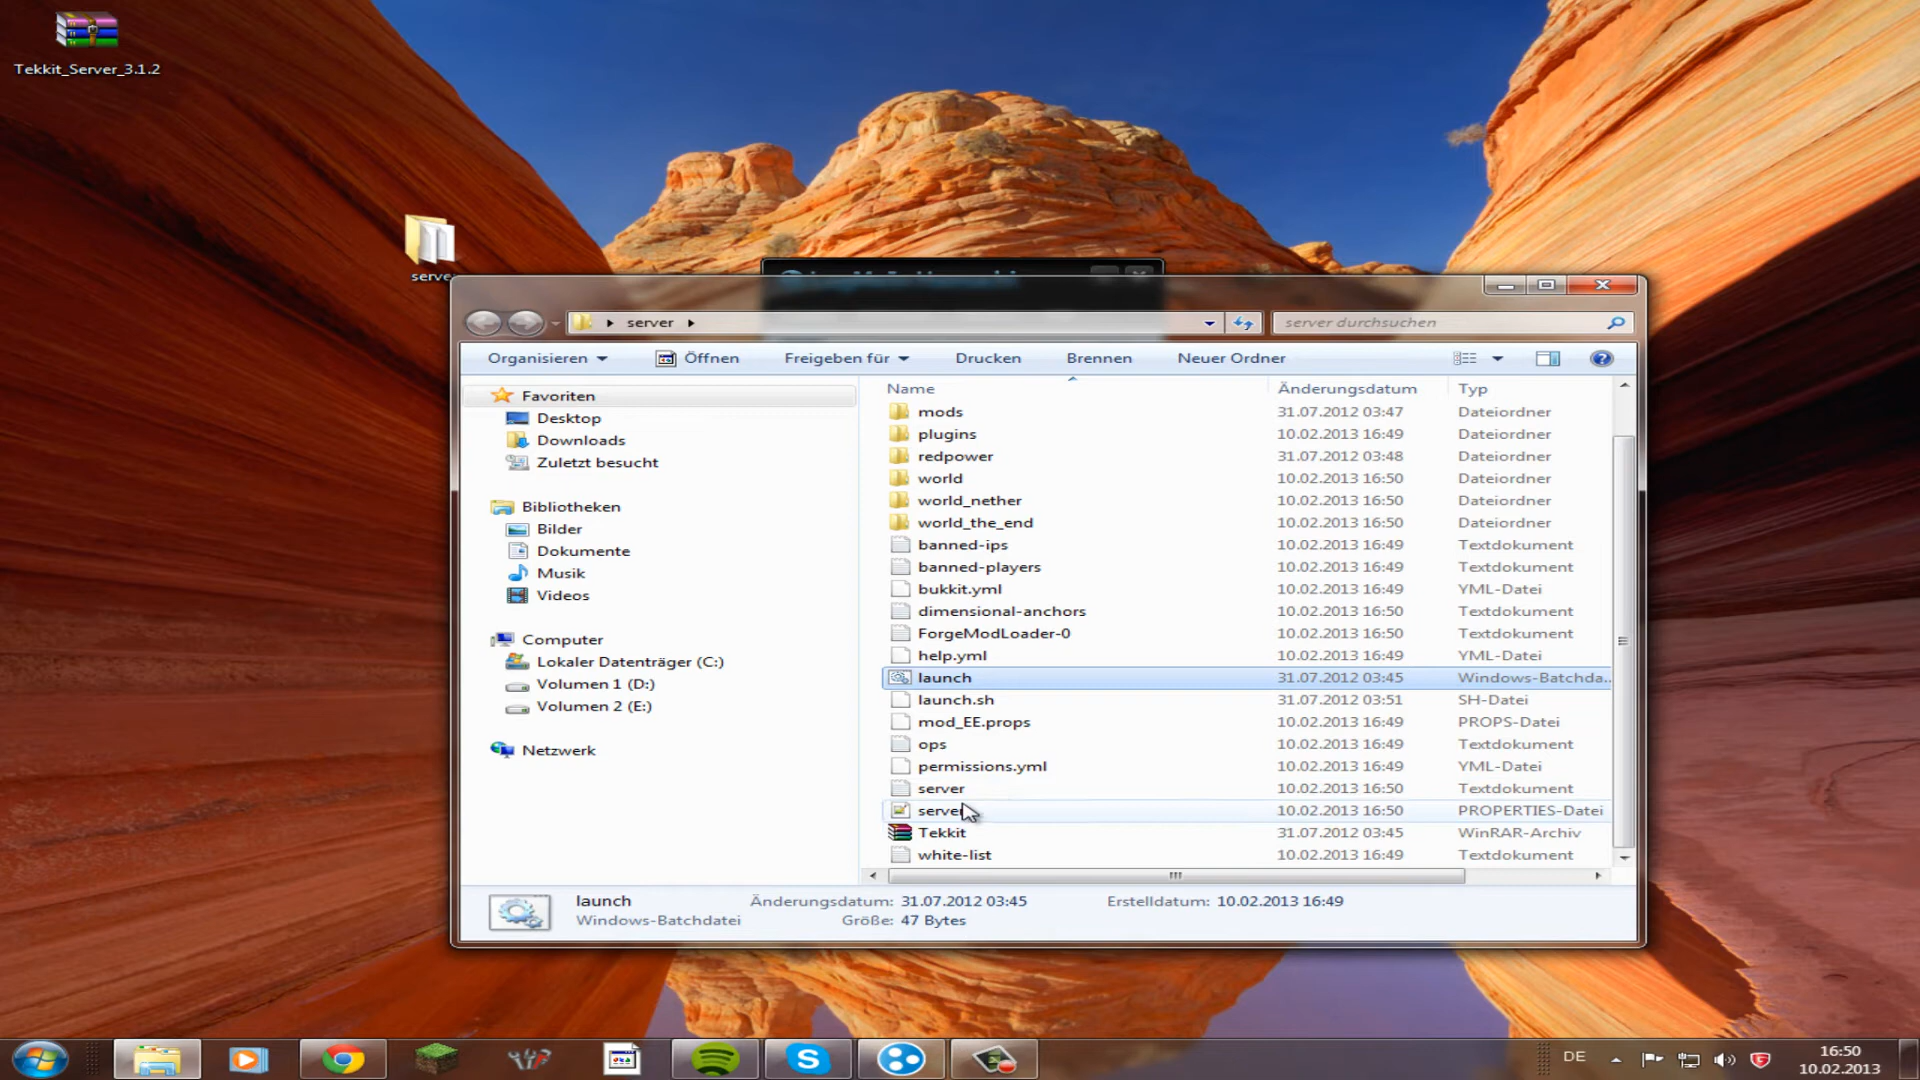 Tekkit_Server_3.1.2
serve
server
server durchsuchen
Organisieren Öffnen Freigeben für Drucken Brennen Neuer Ordner
Name Änderungsdatum Typ
Favoriten
Desktop
Downloads
Zuletzt besucht
Bibliotheken
Bilder
Dokumente
Musik
Videos
Computer
Lokaler Datenträger (C:)
Volumen 1 (D:)
Volumen 2 (E:)
Netzwerk
mods 31.07.2012 03:47 Dateiordner
plugins 10.02.2013 16:49 Dateiordner
redpower 31.07.2012 03:48 Dateiordner
world 10.02.2013 16:50 Dateiordner
world_nether 10.02.2013 16:50 Dateiordner
world_the_end 10.02.2013 16:50 Dateiordner
banned-ips 10.02.2013 16:49 Textdokument
banned-players 10.02.2013 16:49 Textdokument
bukkit.yml 10.02.2013 16:49 YML-Datei
dimensional-anchors 10.02.2013 16:50 Textdokument
ForgeModLoader-0 10.02.2013 16:50 Textdokument
help.yml 10.02.2013 16:49 YML-Datei
launch 31.07.2012 03:45 Windows-Batchda...
launch.sh 31.07.2012 03:51 SH-Datei
mod_EE.props 10.02.2013 16:49 PROPS-Datei
ops 10.02.2013 16:49 Textdokument
permissions.yml 10.02.2013 16:49 YML-Datei
server 10.02.2013 16:50 Textdokument
server 10.02.2013 16:50 PROPERTIES-Datei
Tekkit 31.07.2012 03:45 WinRAR-Archiv
white-list 10.02.2013 16:49 Textdokument
launch Änderungsdatum: 31.07.2012 03:45 Erstelldatum: 10.02.2013 16:49
Windows-Batchdatei Größe: 47 Bytes
DE
16:50
10.02.2013